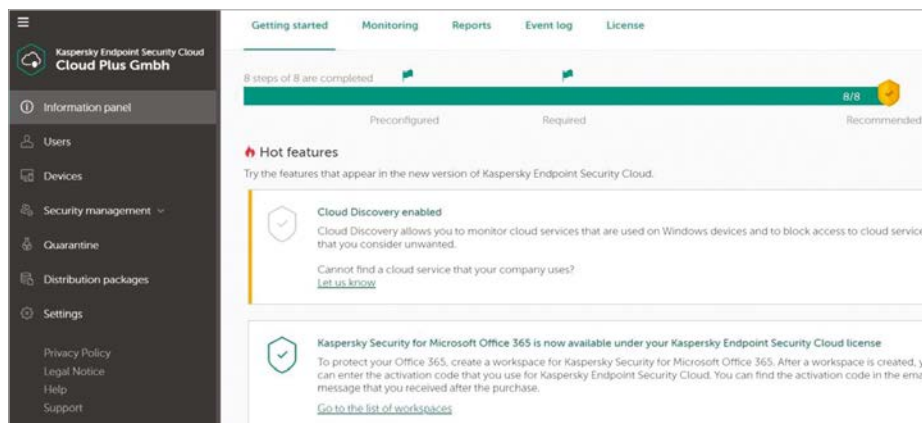 Getting started Monitoring Reports Event log License
Kaspersky Endpoint Security Cloud
Cloud Plus Gmbh
Information panel
Users
Devices
Security management
Quarantine
Distribution packages
Settings
Privacy Policy
Legal Notice
Help
Support
8 steps of 8 are completed
8/8
Preconfigured Required Recommended
Hot features
Try the features that appear in the new version of Kaspersky Endpoint Security Cloud.
Cloud Discovery enabled
Cloud Discovery allows you to monitor cloud services that are used on Windows devices and to block access to cloud service
that you consider unwanted.
Cannot find a cloud service that your company uses?
Let us know
Kaspersky Security for Microsoft Office 365 is now available under your Kaspersky Endpoint Security Cloud license
To protect your Office 365, create a workspace for Kaspersky Security for Microsoft Office 365. After a workspace is created,
can enter the activation code that you use for Kaspersky Endpoint Security Cloud. You can find the activation code in the
message that you received after the purchase.
Go to the list of workspaces